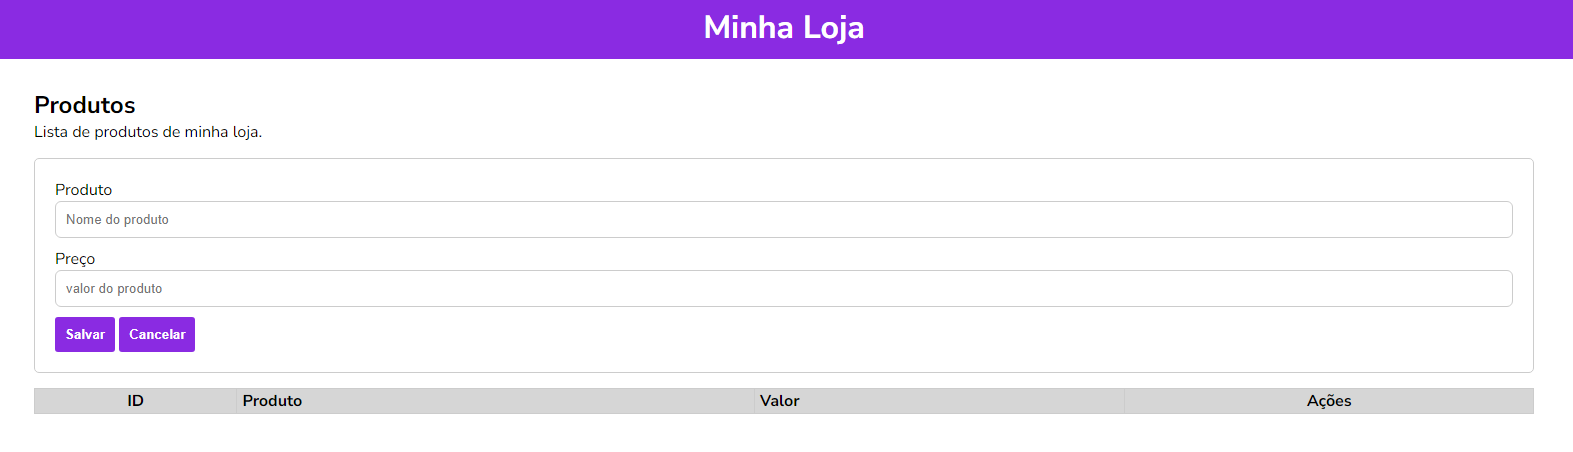 Minha Loja
Produtos
Lista de produtos de minha loja.
Produto
Nome do produto
Preço
valor do produto
Salvar Cancelar
ID Produto Valor Ações